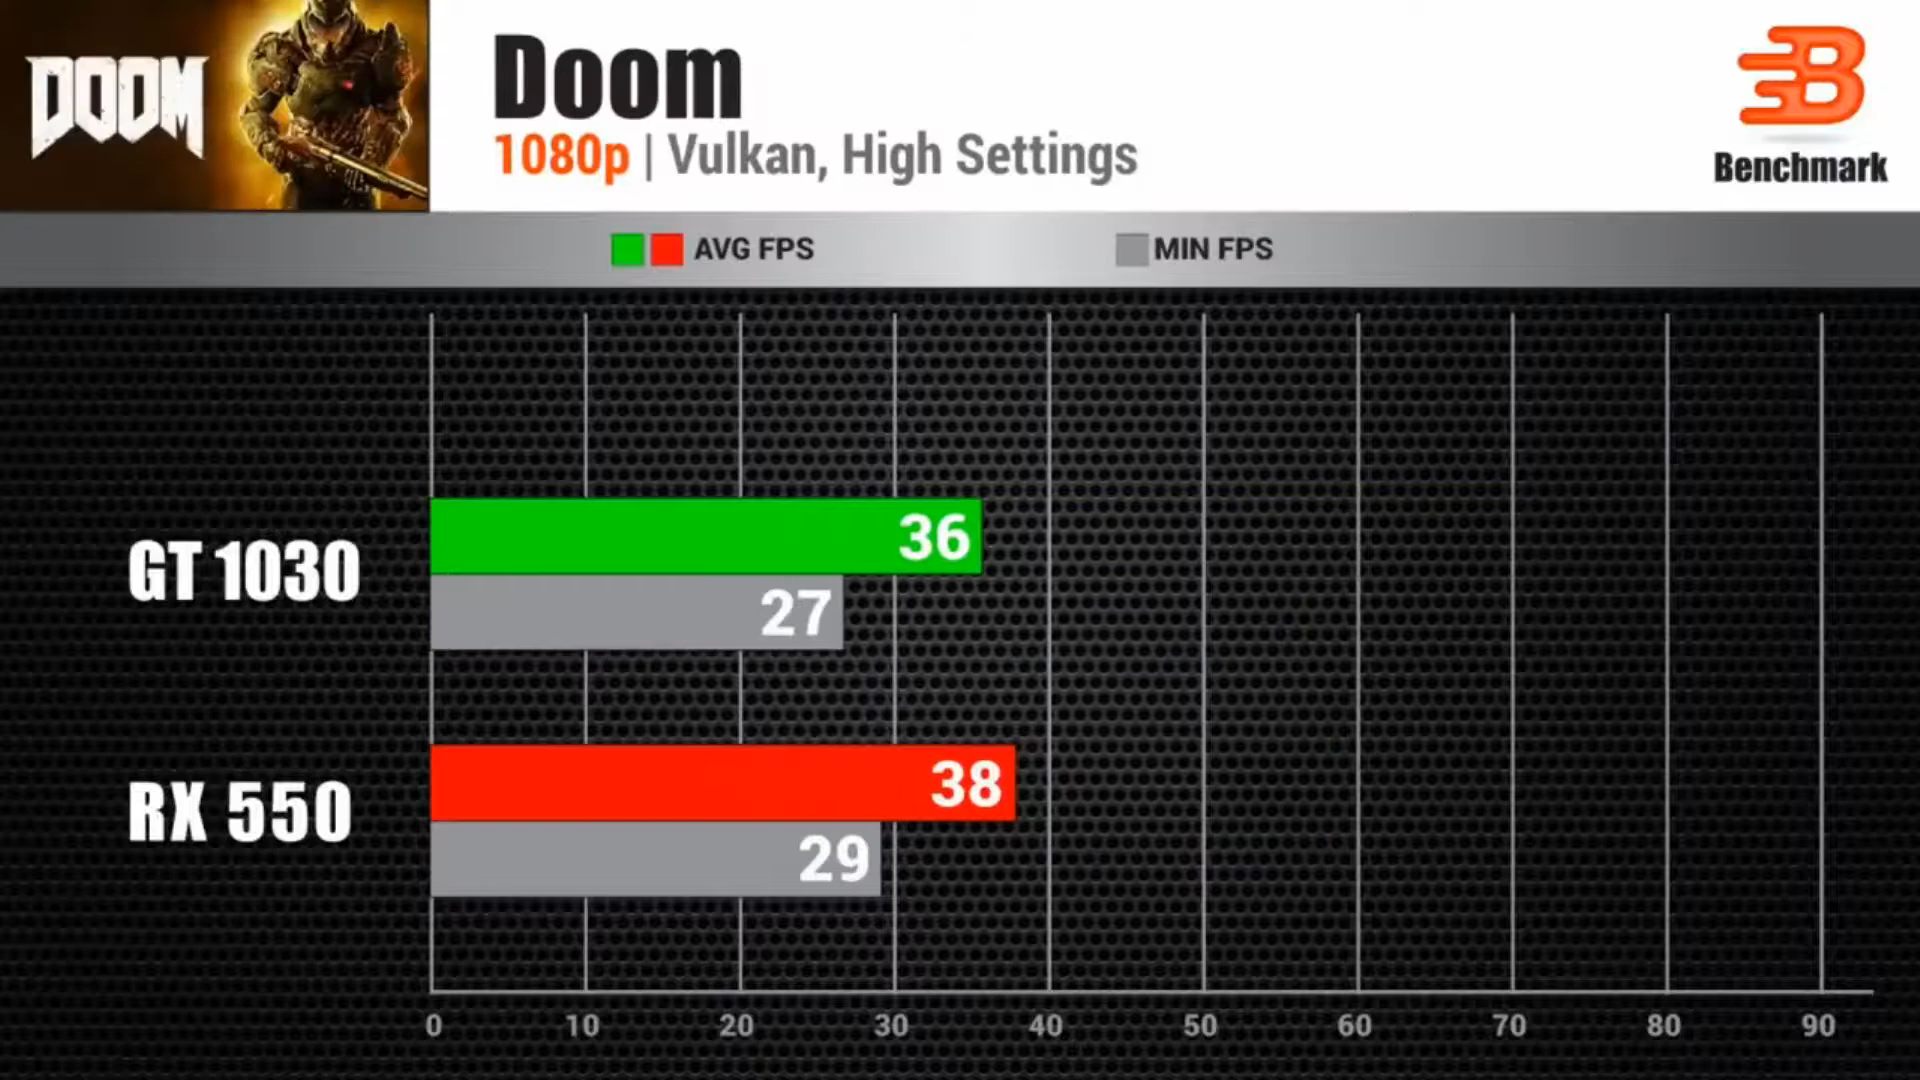 DOOM
Doom
1080p | Vulkan, High Settings
B
Benchmark
AVG FPS
MIN FPS
GT 1030
36
27
RX 550
38
29
0 10 20 30 40 50 60 70 80 90